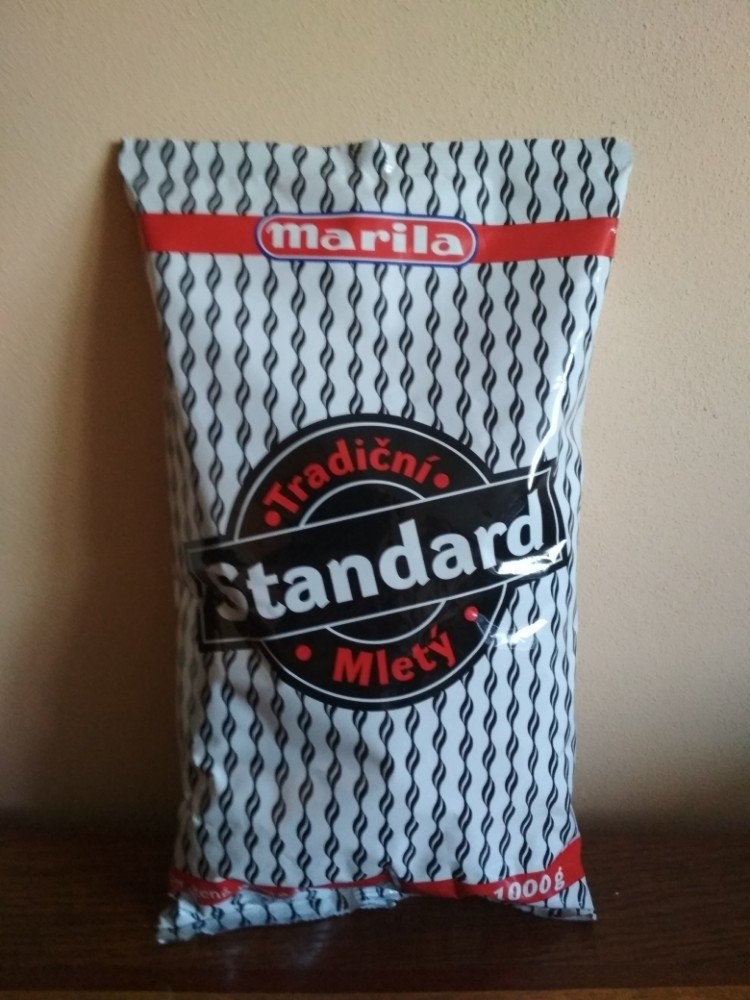 marila
Tradiční
Standard
Mletý
1000g